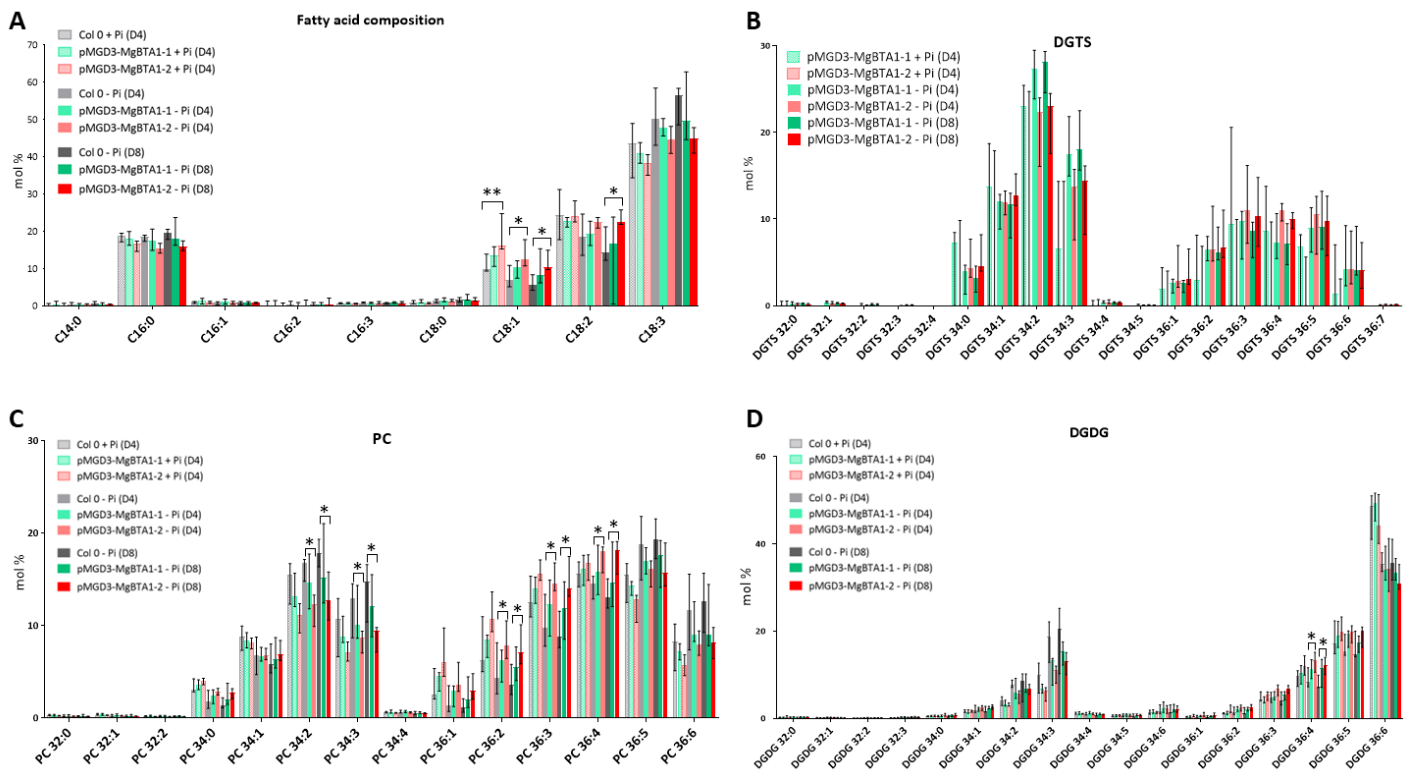 A
Fatty acid composition
Col 0 + Pi (D4)
pMGD3-MgBTA1-1 + Pi (D4)
pMGD3-MgBTA1-2 + Pi (D4)
Col 0 - Pi (D4)
pMGD3-MgBTA1-1 - Pi (D4)
pMGD3-MgBTA1-2 - Pi (D4)
Col 0 - Pi (D8)
pMGD3-MgBTA1-1 - Pi (D8)
pMGD3-MgBTA1-2 - Pi (D8)
mol %
70
60
50
40
30
20
10
0
** * * *
C14:0 C16:0 C16:1 C16:2 C16:3 C18:0 C18:1 C18:2 C18:3
B
DGTS
pMGD3-MgBTA1-1 + Pi (D4)
pMGD3-MgBTA1-2 + Pi (D4)
pMGD3-MgBTA1-1 - Pi (D4)
pMGD3-MgBTA1-2 - Pi (D4)
pMGD3-MgBTA1-1 - Pi (D8)
pMGD3-MgBTA1-2 - Pi (D8)
mol %
30
20
10
0
DGTS 32:0 DGTS 32:1 DGTS 32:2 DGTS 32:3 DGTS 32:4 DGTS 34:0 DGTS 34:1 DGTS 34:2 DGTS 34:3 DGTS 34:4 DGTS 34:5 DGTS 36:1 DGTS 36:2 DGTS 36:3 DGTS 36:4 DGTS 36:5 DGTS 36:6 DGTS 36:7
C
PC
Col 0 + Pi (D4)
pMGD3-MgBTA1-1 + Pi (D4)
pMGD3-MgBTA1-2 + Pi (D4)
Col 0 - Pi (D4)
pMGD3-MgBTA1-1 - Pi (D4)
pMGD3-MgBTA1-2 - Pi (D4)
Col 0 - Pi (D8)
pMGD3-MgBTA1-1 - Pi (D8)
pMGD3-MgBTA1-2 - Pi (D8)
mol %
30
20
10
0
* * * * * * * * * *
PC 32:0 PC 32:1 PC 32:2 PC 34:0 PC 34:1 PC 34:2 PC 34:3 PC 34:4 PC 36:1 PC 36:2 PC 36:3 PC 36:4 PC 36:5 PC 36:6
D
DGDG
Col 0 + Pi (D4)
pMGD3-MgBTA1-1 + Pi (D4)
pMGD3-MgBTA1-2 + Pi (D4)
Col 0 - Pi (D4)
pMGD3-MgBTA1-1 - Pi (D4)
pMGD3-MgBTA1-2 - Pi (D4)
Col 0 - Pi (D8)
pMGD3-MgBTA1-1 - Pi (D8)
pMGD3-MgBTA1-2 - Pi (D8)
mol %
60
40
20
0
* *
DGDG 32:0 DGDG 32:1 DGDG 32:2 DGDG 32:3 DGDG 34:0 DGDG 34:1 DGDG 34:2 DGDG 34:3 DGDG 34:4 DGDG 34:5 DGDG 34:6 DGDG 36:1 DGDG 36:2 DGDG 36:3 DGDG 36:4 DGDG 36:5 DGDG 36:6